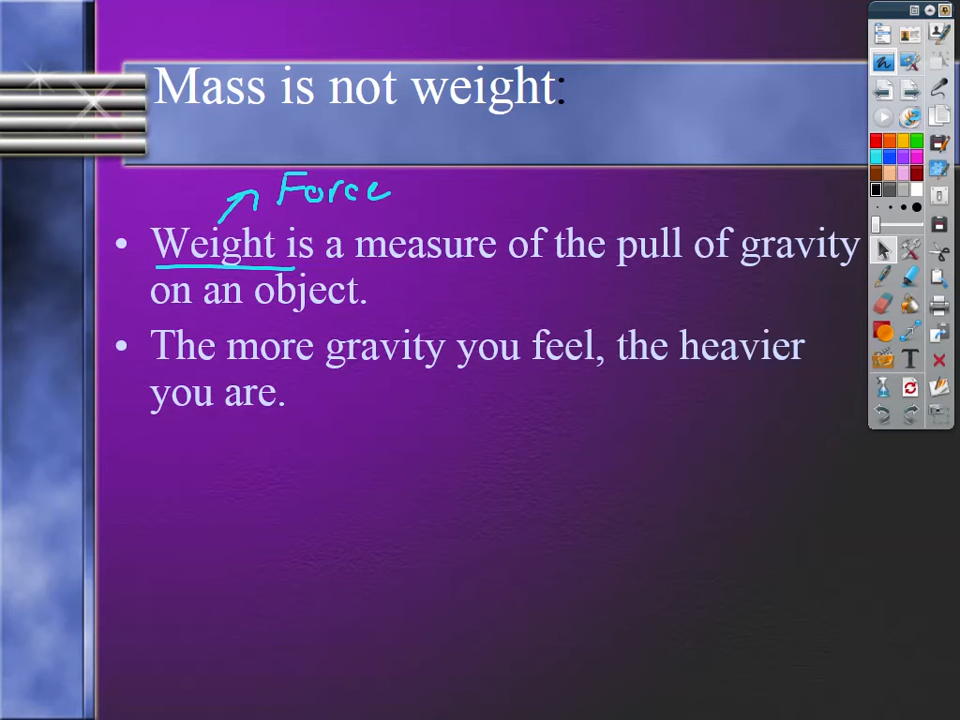 Mass is not weight:
Force
• Weight is a measure of the pull of gravity
on an object.
• The more gravity you feel, the heavier
you are.